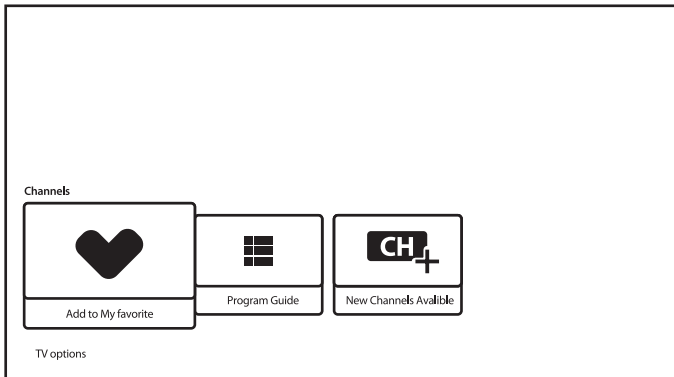 Channels
CH
Add to My favorite
Program Guide
New Channels Avalible
TV options